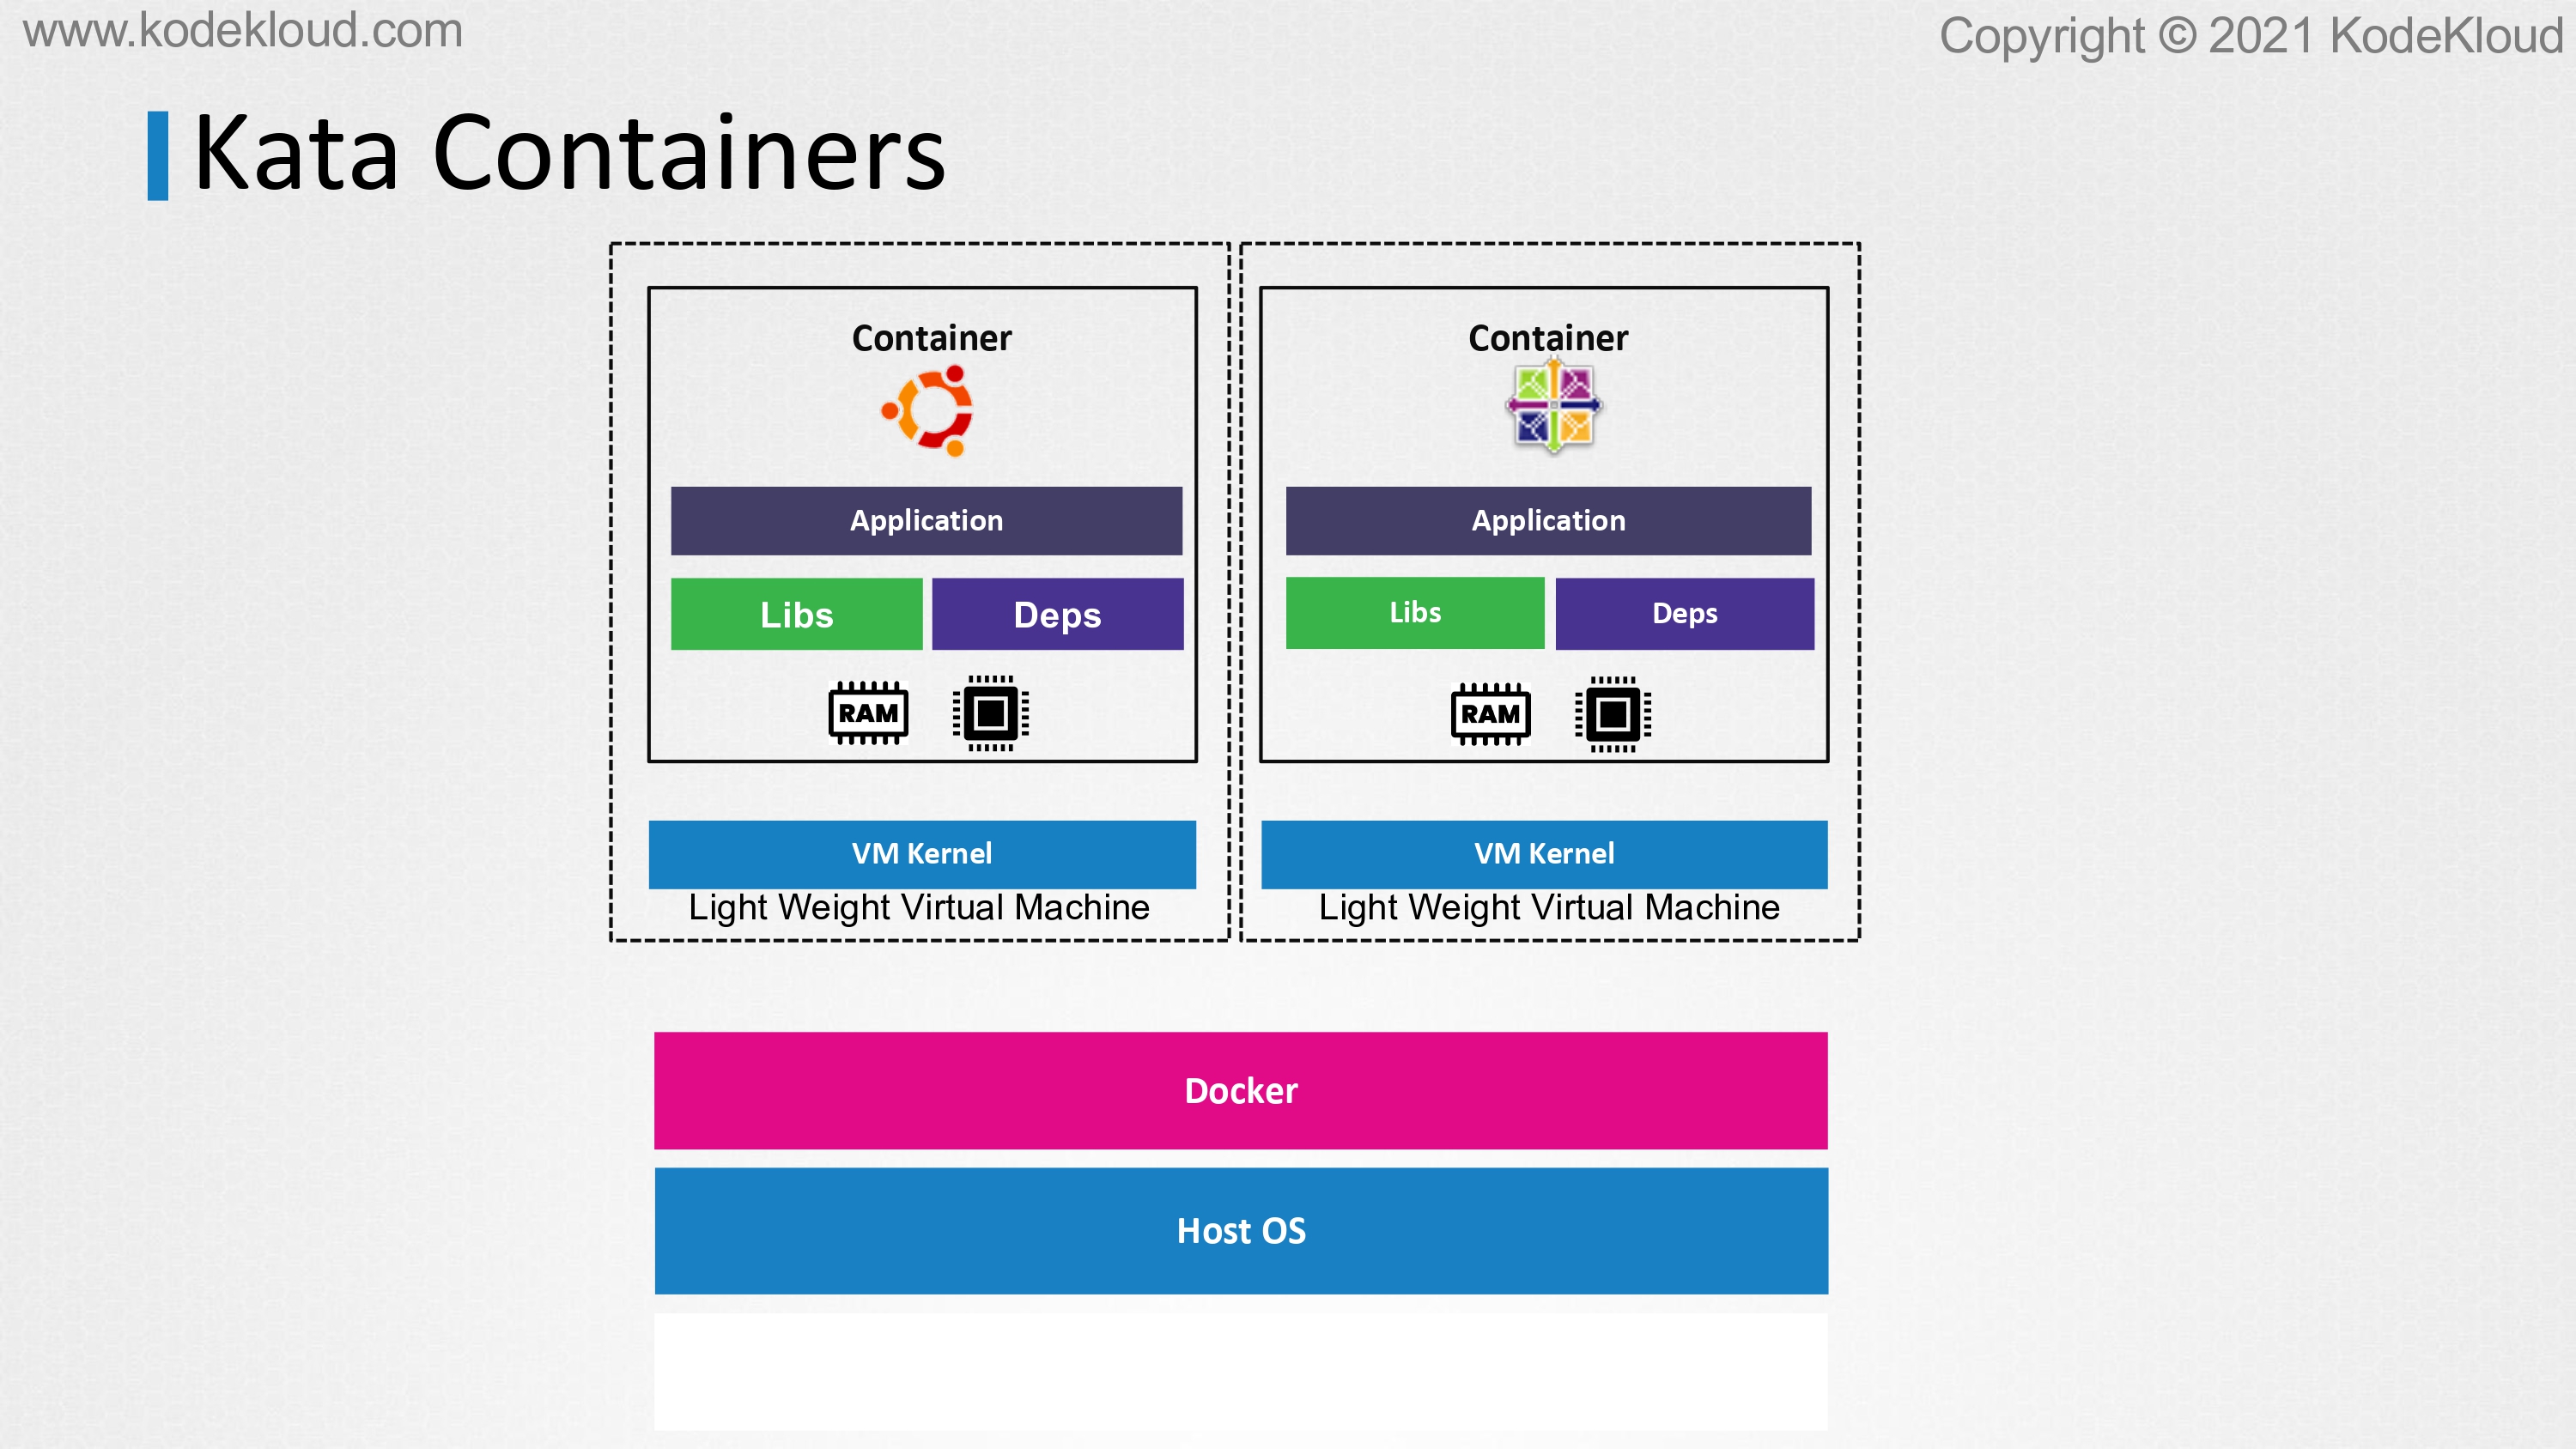 www.kodekloud.com
Copyright © 2021 KodeKloud
Kata Containers
Container
Container
Application
Application
Libs
Deps
Libs
Deps
RAM
RAM
VM Kernel
VM Kernel
Light Weight Virtual Machine
Light Weight Virtual Machine
Docker
Host OS